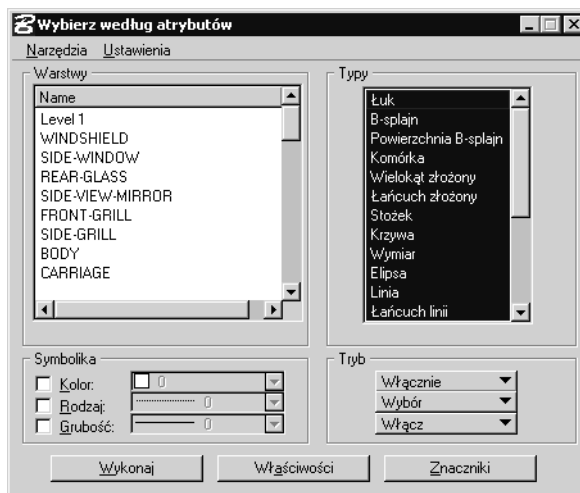 Wybierz według atrybutów
Narzędzia Ustawienia
Warstwy
Name
Level 1
WINDSHIELD
SIDE-WINDOW
REAR-GLASS
SIDE-VIEW-MIRROR
FRONT-GRILL
SIDE-GRILL
BODY
CARRIAGE
Typy
Łuk
B-splajn
Powierzchnia B-splajn
Komórka
Wielokąt złożony
Łańcuch złożony
Stożek
Krzywa
Wymiar
Elipsa
Linia
Łańcuch linii
Symbolika
Kolor: 0
Rodzaj: 0
Grubość: 0
Tryb
Włącznie
Wybór
Włącz
Wykonaj Właściwości Znaczniki